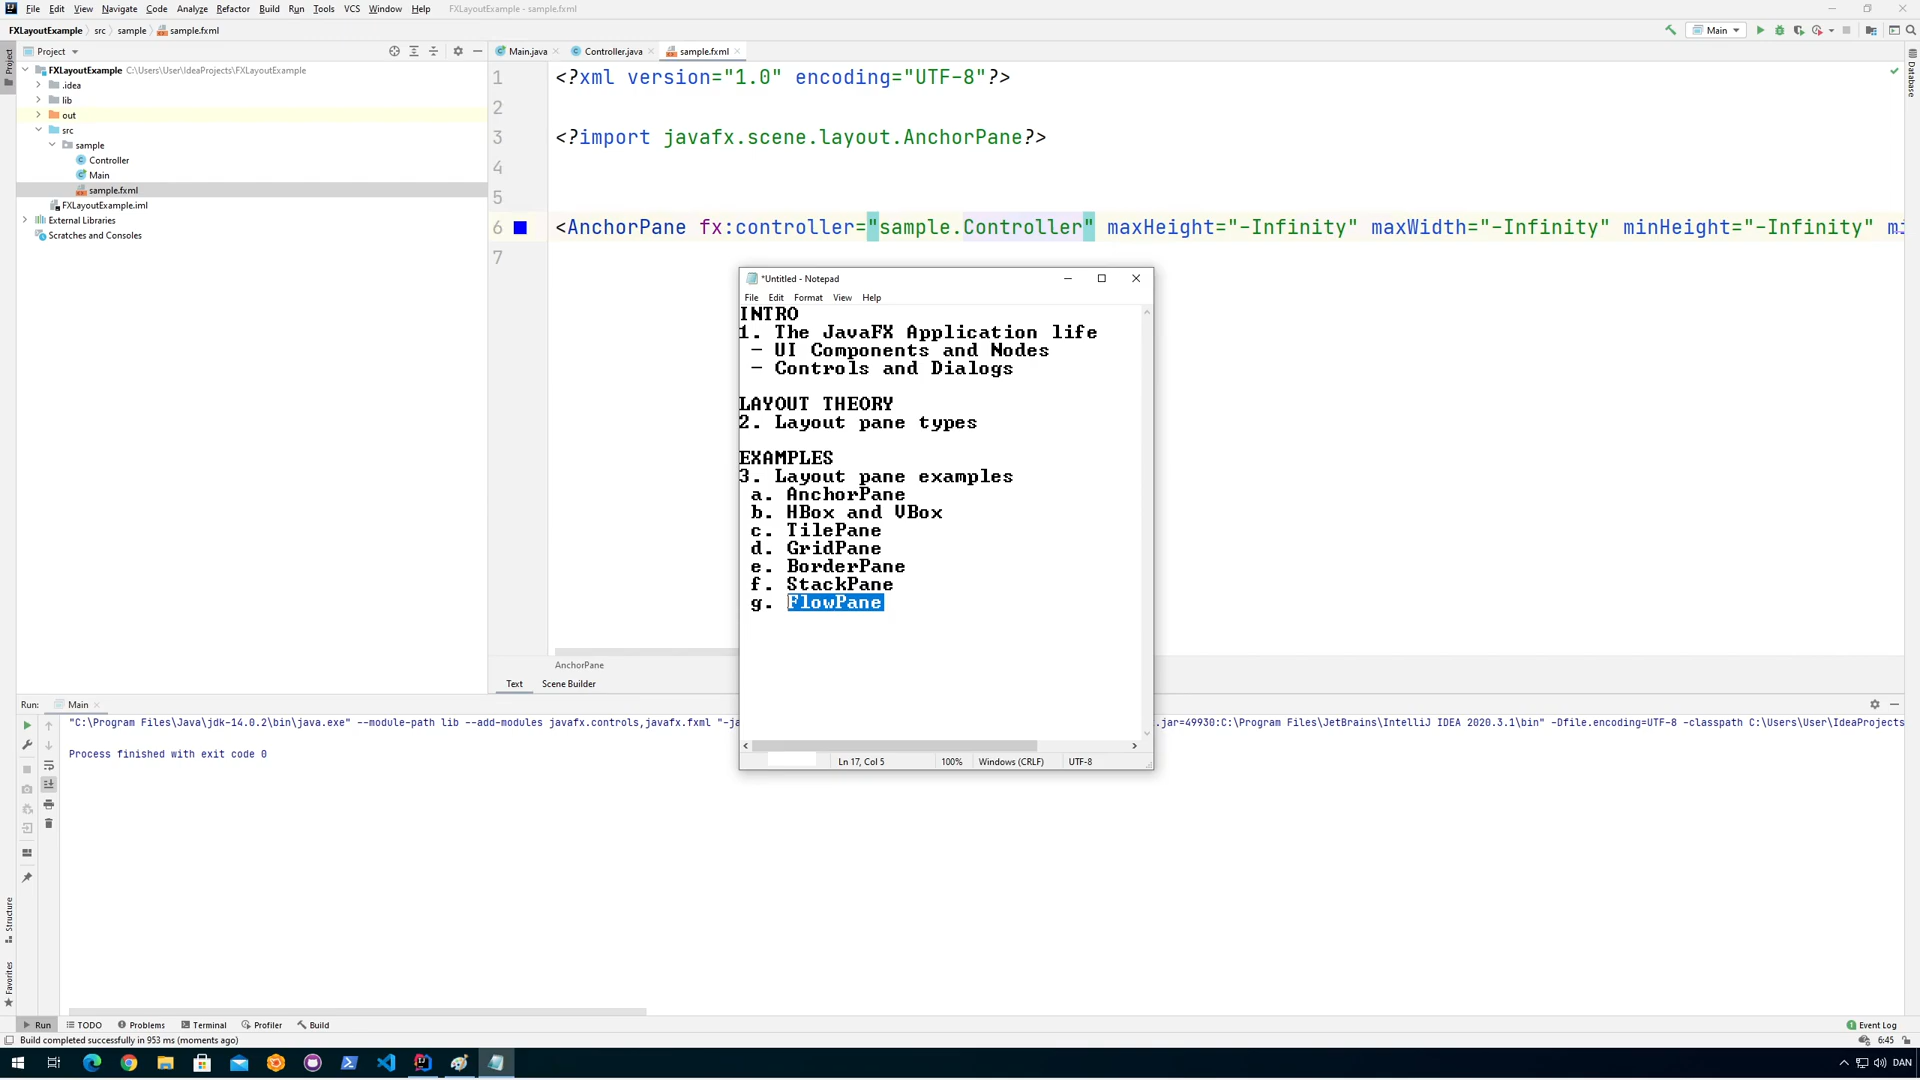 File Edit View Navigate Code Analyze Refactor Build Run Tools VCS Window Help FXLayoutExample - sample.fxml
FXLayoutExample src sample sample.fxml
Main
Project
Main.java
Controller.java
sample.fxml
Project
Database
FXLayoutExample C:\Users\User\IdeaProjects\FXLayoutExample
.idea
lib
out
src
sample
Controller
Main
sample.fxml
FXLayoutExample.iml
External Libraries
Scratches and Consoles
1 <?xml version="1.0" encoding="UTF-8"?>
2
3 <?import javafx.scene.layout.AnchorPane?>
4
5
6 <AnchorPane fx:controller="sample.Controller" maxHeight="-Infinity" maxWidth="-Infinity" minHeight="-Infinity" mi
7
*Untitled - Notepad
File Edit Format View Help
INTRO
1. The JavaFX Application life
- UI Components and Nodes
- Controls and Dialogs
LAYOUT THEORY
2. Layout pane types
EXAMPLES
3. Layout pane examples
a. AnchorPane
b. HBox and VBox
c. TilePane
d. GridPane
e. BorderPane
f. StackPane
g. FlowPane
Ln 17, Col 5 100% Windows (CRLF) UTF-8
AnchorPane
Text Scene Builder
Run: Main
"C:\Program Files\Java\jdk-14.0.2\bin\java.exe" --module-path lib --add-modules javafx.controls,javafx.fxml "-ja
.jar=49930:C:\Program Files\JetBrains\IntelliJ IDEA 2020.3.1\bin" -Dfile.encoding=UTF-8 -classpath C:\Users\User\IdeaProjects
Process finished with exit code 0
Structure
Favorites
Run TODO Problems Terminal Profiler Build
1 Event Log
Build completed successfully in 953 ms (moments ago)
6:45
DAN